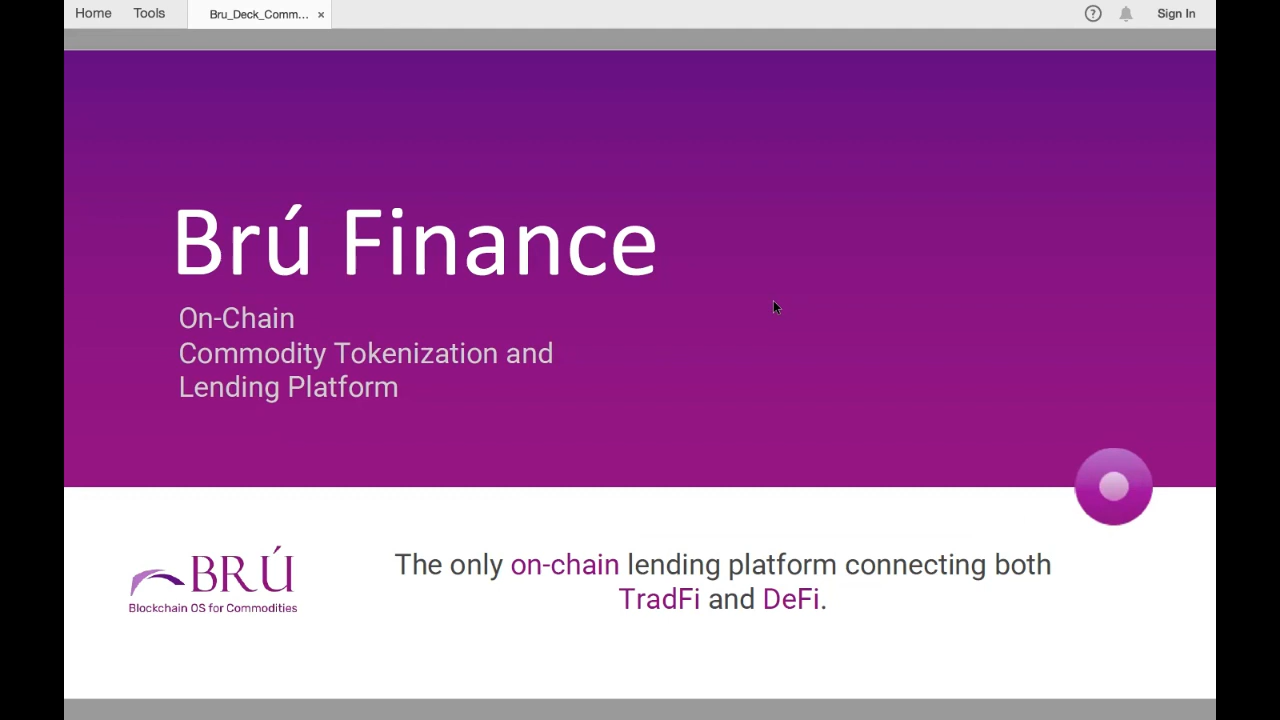 Home Tools Bru_Deck_Comm... × ? Sign In
Brú Finance
On-Chain
Commodity Tokenization and
Lending Platform
BRÚ
Blockchain OS for Commodities
The only on-chain lending platform connecting both
TradFi and DeFi.